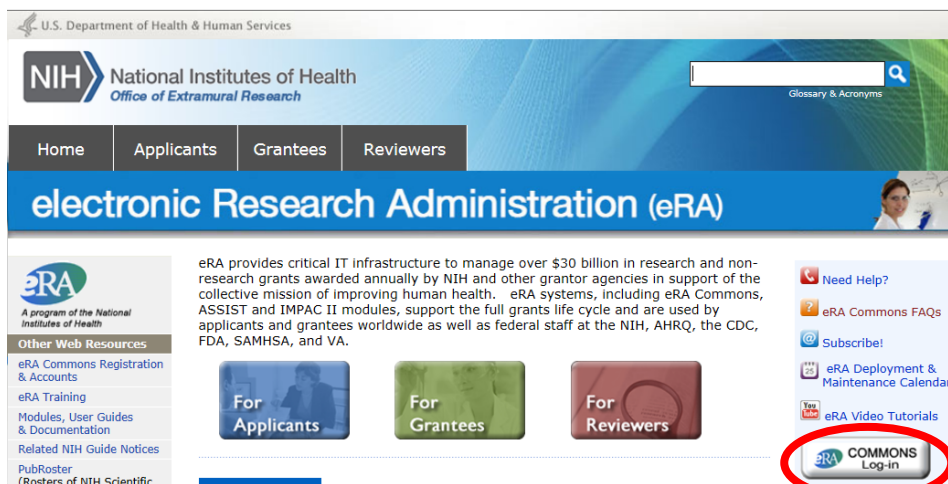 U.S. Department of Health & Human Services
NIH
National Institutes of Health
Office of Extramural Research
Glossary & Acronyms
Home
Applicants
Grantees
Reviewers
electronic Research Administration (eRA)
eRA
A program of the National
Institutes of Health
Other Web Resources
eRA Commons Registration
& Accounts
eRA Training
Modules, User Guides
& Documentation
Related NIH Guide Notices
PubRoster
(Rosters of NIH Scientific
eRA provides critical IT infrastructure to manage over $30 billion in research and non-
research grants awarded annually by NIH and other grantor agencies in support of the
collective mission of improving human health. eRA systems, including eRA Commons,
ASSIST and IMPAC II modules, support the full grants life cycle and are used by
applicants and grantees worldwide as well as federal staff at the NIH, AHRQ, the CDC,
FDA, SAMHSA, and VA.
For
Applicants
For
Grantees
For
Reviewers
Need Help?
?
eRA Commons FAQs
@
Subscribe!
25
eRA Deployment &
Maintenance Calendar
You
Tube
eRA Video Tutorials
eRA
COMMONS
Log-in